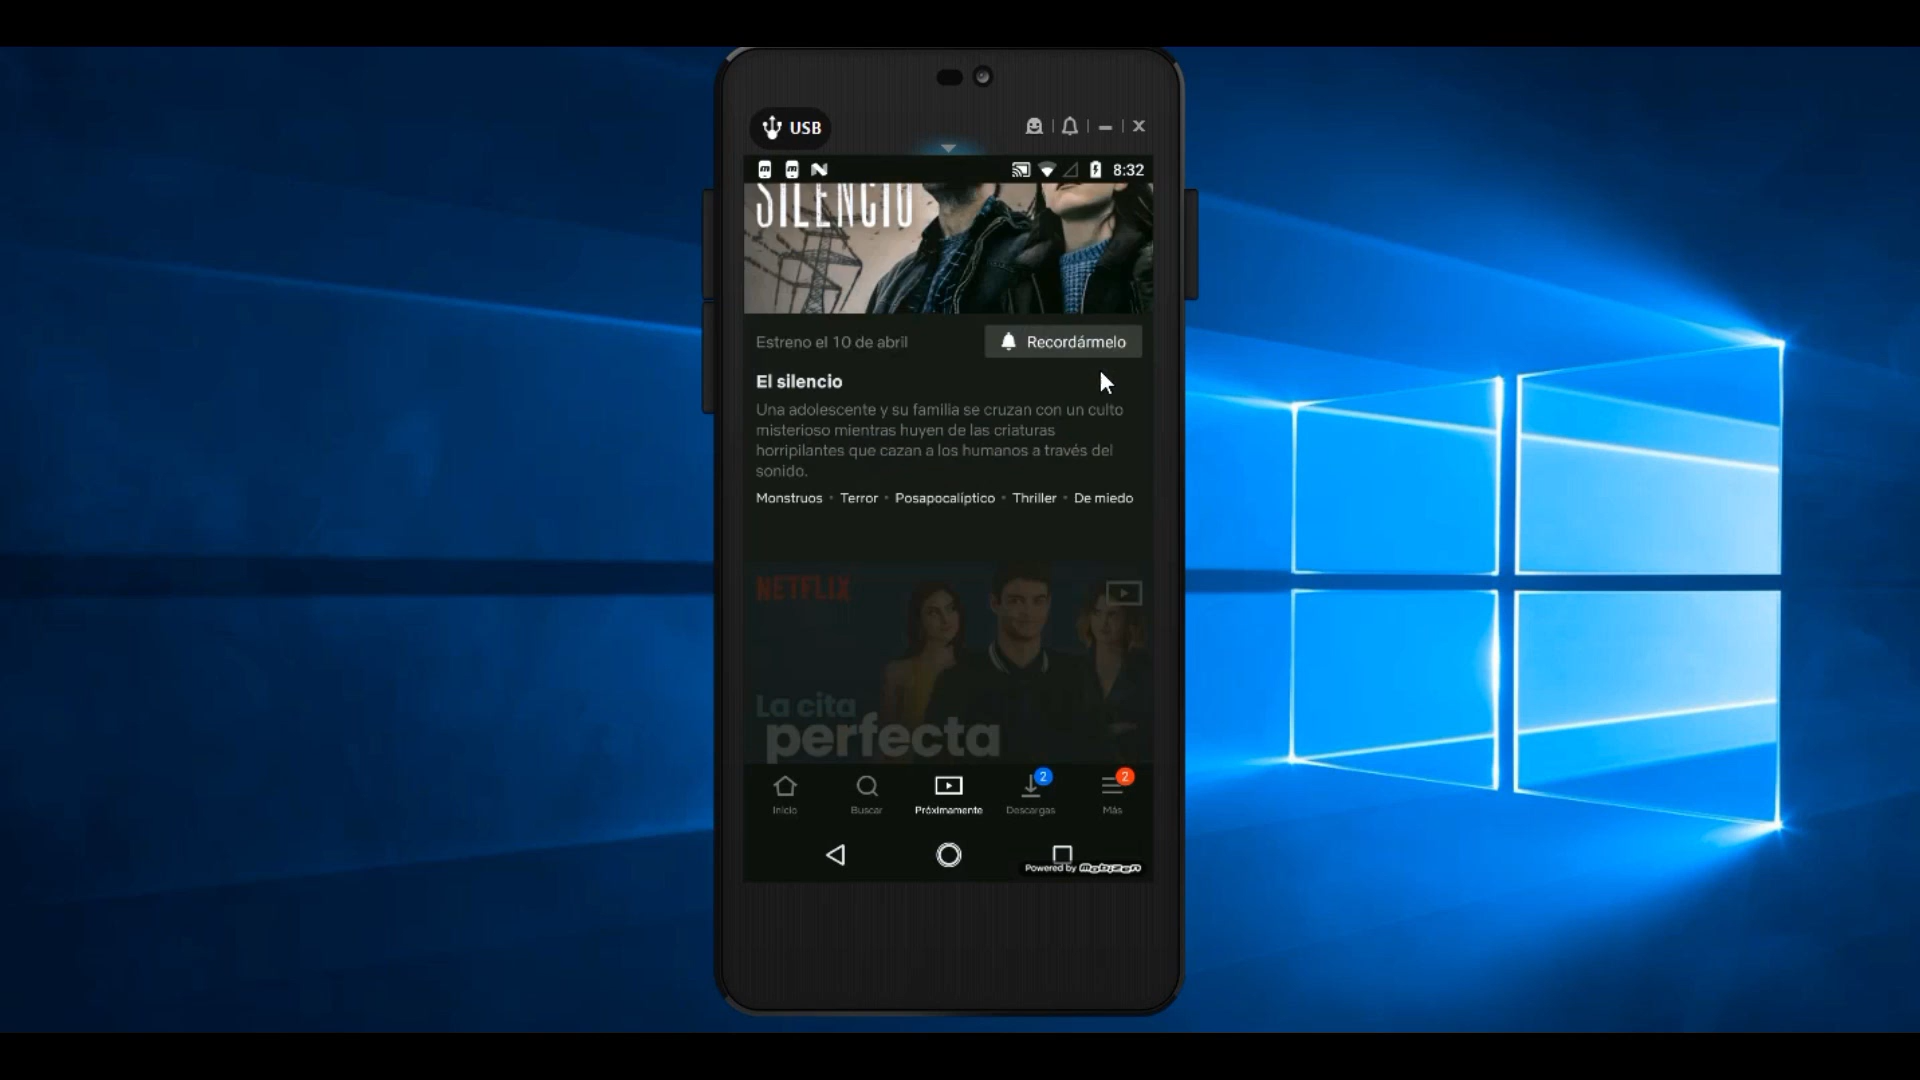 USB
8:32
SILENCIO
Estreno el 10 de abril
Recordármelo
El silencio
Una adolescente y su familia se cruzan con un culto
misterioso mientras huyen de las criaturas
horripilantes que cazan a los humanos a través del
sonido.
Monstruos • Terror • Posapocalíptico • Thriller • De miedo
NETFLIX
La cita
perfecta
2
2
Inicio
Buscar
Próximamente
Descargas
Más
Powered by mobizen